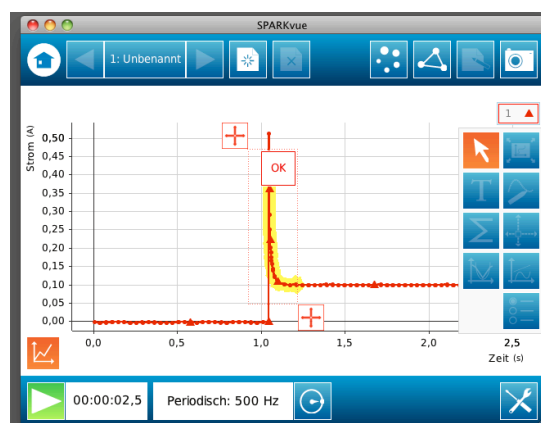 SPARKvue
1: Unbenannt
1
Strom (A)
0,50
0,45
0,40
0,35
0,30
0,25
0,20
0,15
0,10
0,05
0,00
OK
T
Σ
0,0 0,5 1,0 1,5 2,0 2,5
Zeit (s)
00:00:02,5 Periodisch: 500 Hz